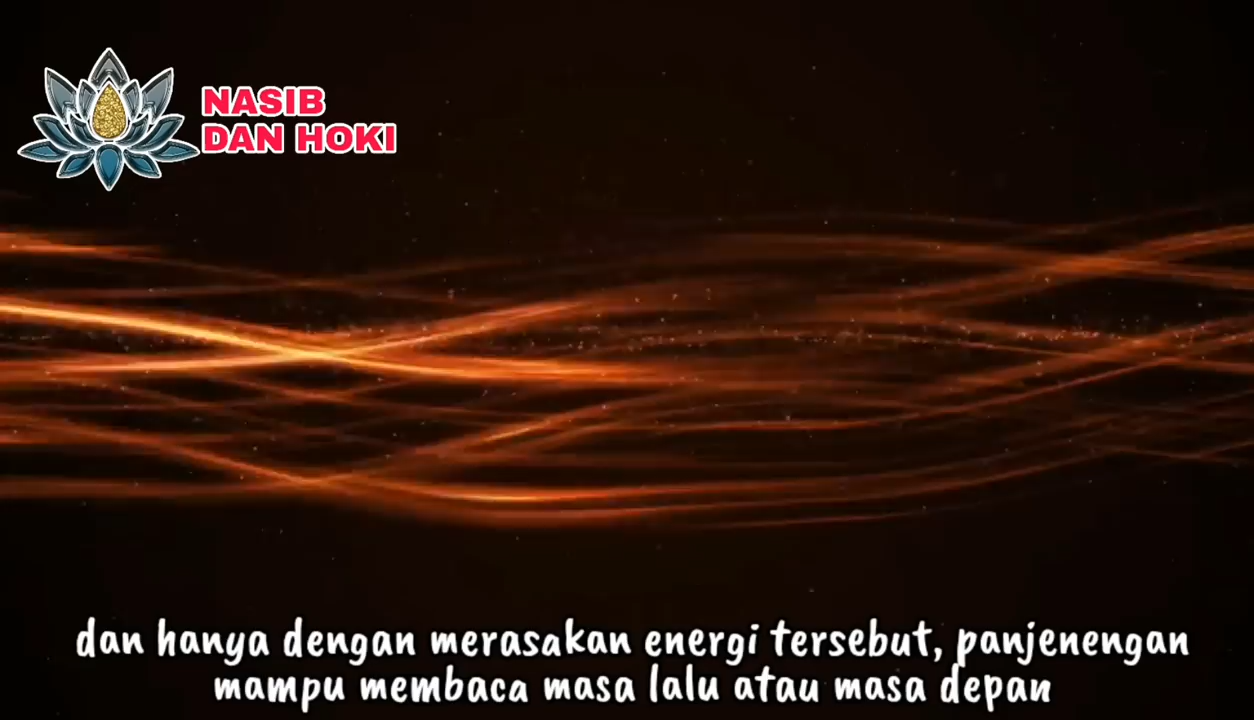 NASIB
DAN HOKI
dan hanya dengan merasakan energi tersebut, panjenengan
mampu membaca masa lalu atau masa depan